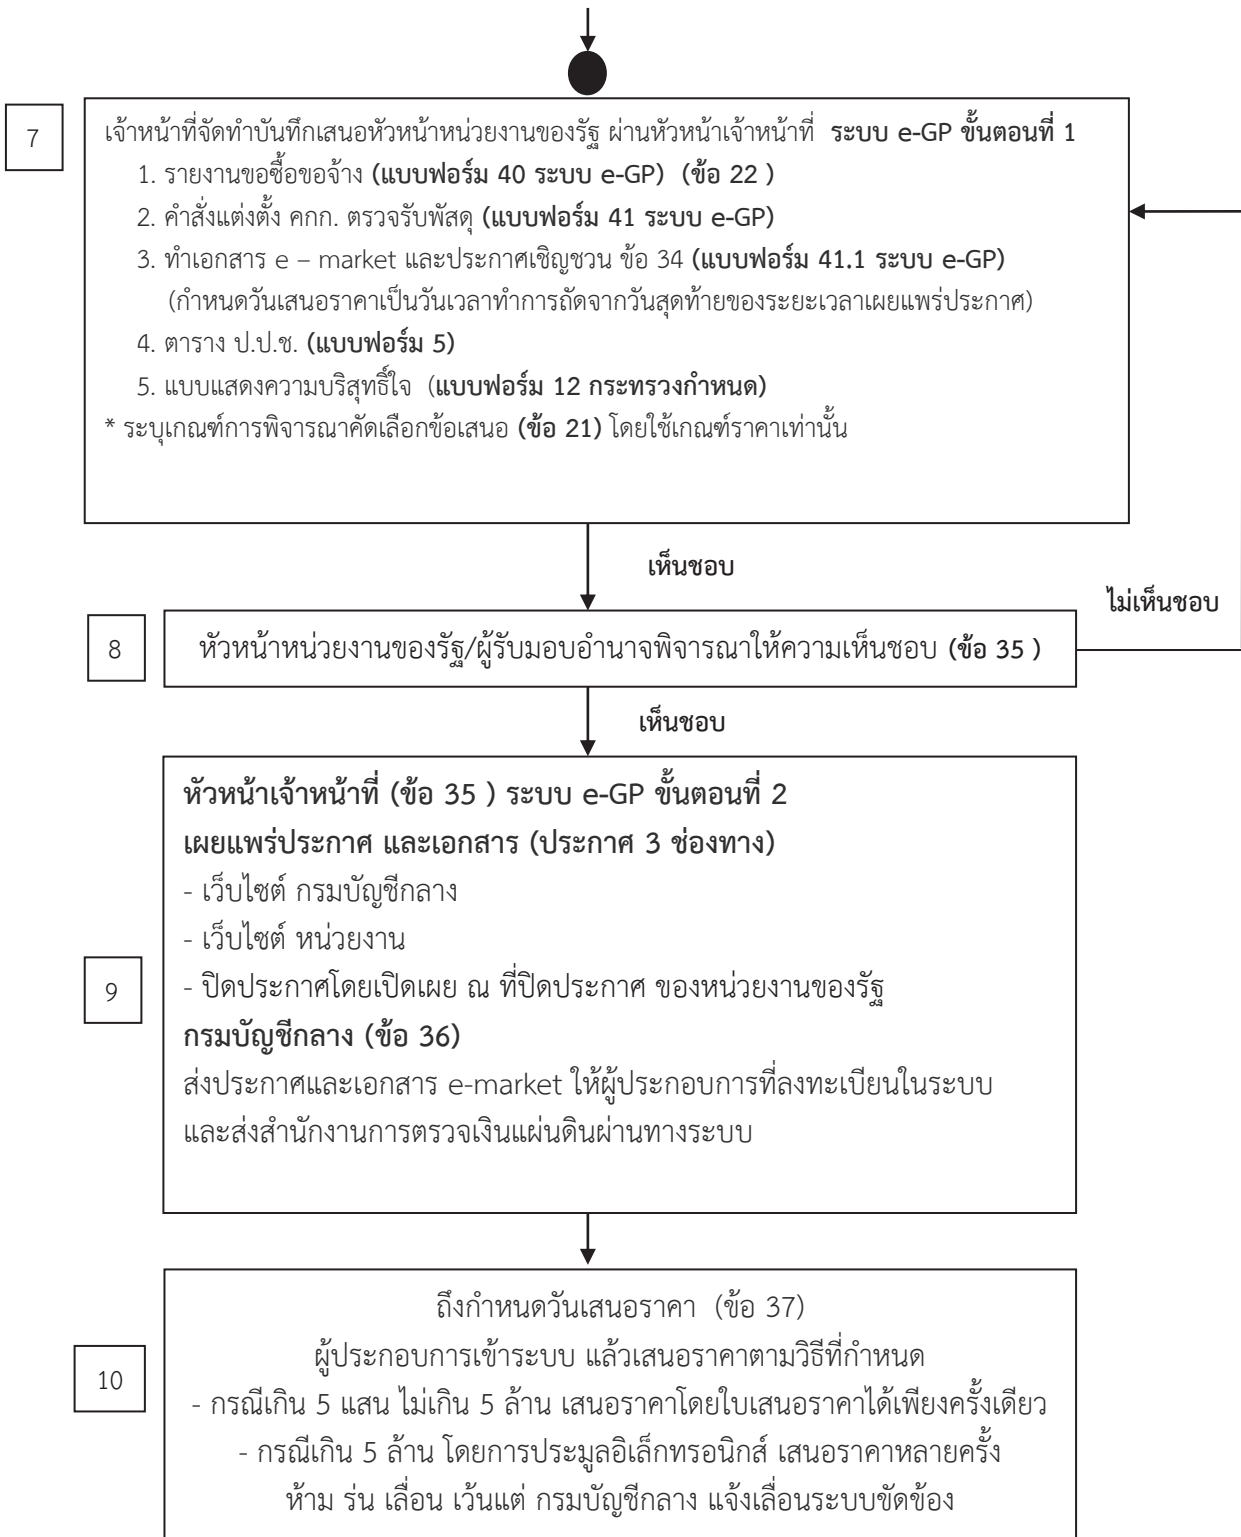 7
เจ้าหน้าที่จัดทำบันทึกเสนอหัวหน้าหน่วยงานของรัฐ ผ่านหัวหน้าเจ้าหน้าที่ ระบบ e-GP ขั้นตอนที่ 1
1. รายงานขอซื้อขอจ้าง (แบบฟอร์ม 40 ระบบ e-GP) (ข้อ 22 )
2. คำสั่งแต่งตั้ง คกก. ตรวจรับพัสดุ (แบบฟอร์ม 41 ระบบ e-GP)
3. ทำเอกสาร e – market และประกาศเชิญชวน ข้อ 34 (แบบฟอร์ม 41.1 ระบบ e-GP)
(กำหนดวันเสนอราคาเป็นวันเวลาทำการถัดจากวันสุดท้ายของระยะเวลาเผยแพร่ประกาศ)
4. ตาราง ป.ป.ช. (แบบฟอร์ม 5)
5. แบบแสดงความบริสุทธิ์ใจ (แบบฟอร์ม 12 กระทรวงกำหนด)
* ระบุเกณฑ์การพิจารณาคัดเลือกข้อเสนอ (ข้อ 21) โดยใช้เกณฑ์ราคาเท่านั้น
เห็นชอบ
ไม่เห็นชอบ
8
หัวหน้าหน่วยงานของรัฐ/ผู้รับมอบอำนาจพิจารณาให้ความเห็นชอบ (ข้อ 35 )
เห็นชอบ
9
หัวหน้าเจ้าหน้าที่ (ข้อ 35 ) ระบบ e-GP ขั้นตอนที่ 2
เผยแพร่ประกาศ และเอกสาร (ประกาศ 3 ช่องทาง)
- เว็บไซต์ กรมบัญชีกลาง
- เว็บไซต์ หน่วยงาน
- ปิดประกาศโดยเปิดเผย ณ ที่ปิดประกาศ ของหน่วยงานของรัฐ
กรมบัญชีกลาง (ข้อ 36)
ส่งประกาศและเอกสาร e-market ให้ผู้ประกอบการที่ลงทะเบียนในระบบ
และส่งสำนักงานการตรวจเงินแผ่นดินผ่านทางระบบ
10
ถึงกำหนดวันเสนอราคา (ข้อ 37)
ผู้ประกอบการเข้าระบบ แล้วเสนอราคาตามวิธีที่กำหนด
- กรณีเกิน 5 แสน ไม่เกิน 5 ล้าน เสนอราคาโดยใบเสนอราคาได้เพียงครั้งเดียว
- กรณีเกิน 5 ล้าน โดยการประมูลอิเล็กทรอนิกส์ เสนอราคาหลายครั้ง
ห้าม ร่น เลื่อน เว้นแต่ กรมบัญชีกลาง แจ้งเลื่อนระบบขัดข้อง